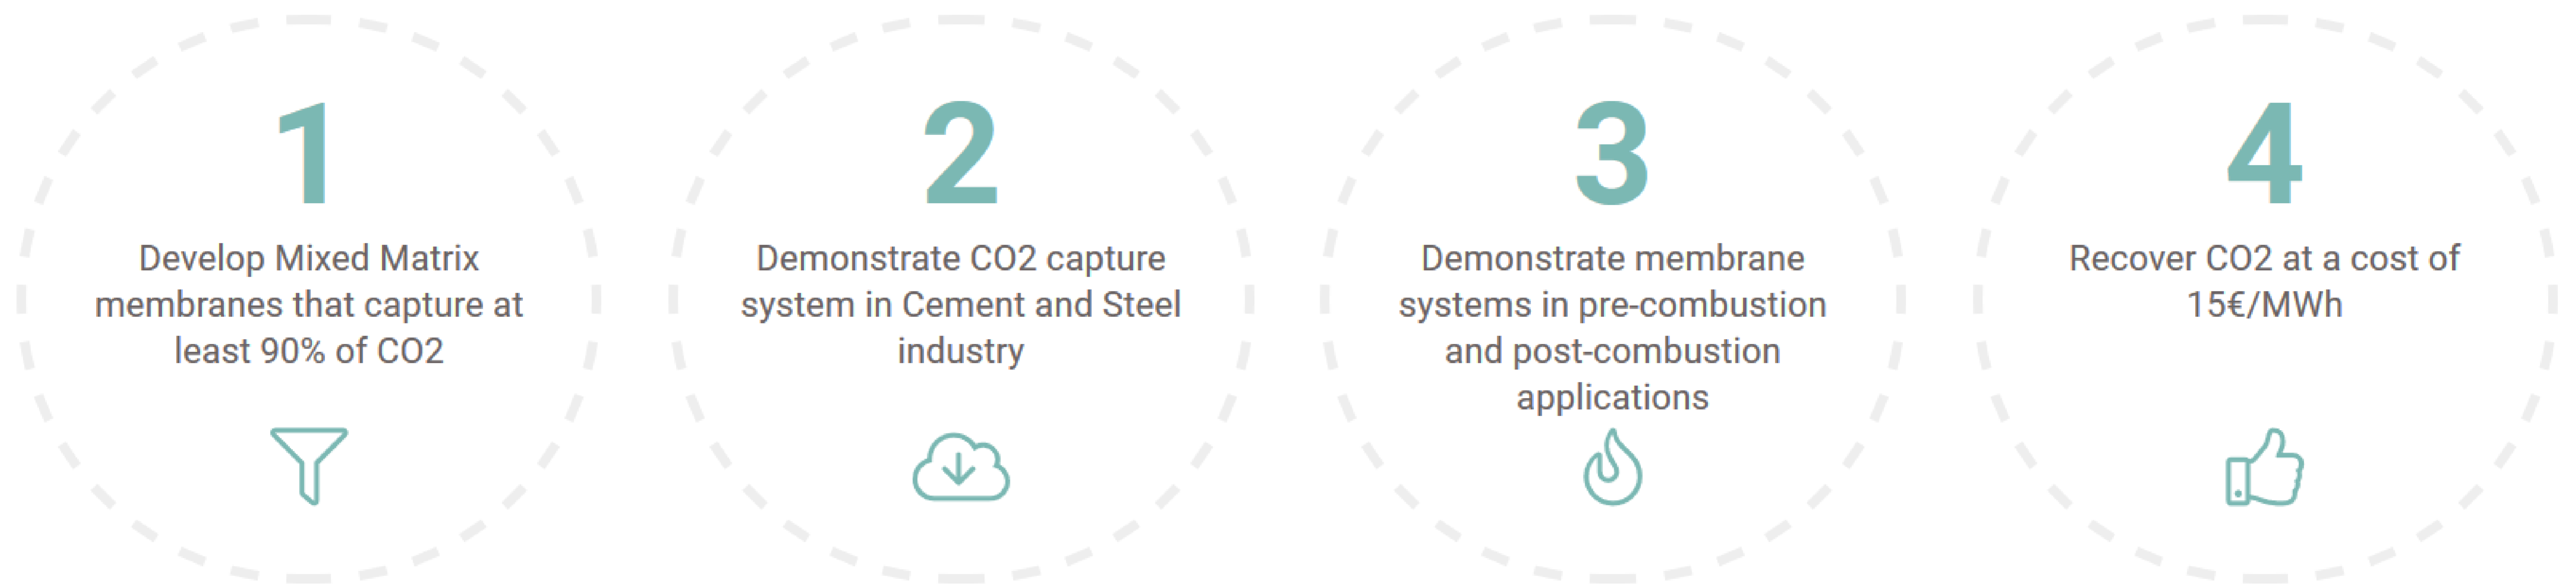 1
Develop Mixed Matrix
membranes that capture at
least 90% of CO2
2
Demonstrate CO2 capture
system in Cement and Steel
industry
3
Demonstrate membrane
systems in pre-combustion
and post-combustion
applications
4
Recover CO2 at a cost of
15€/MWh